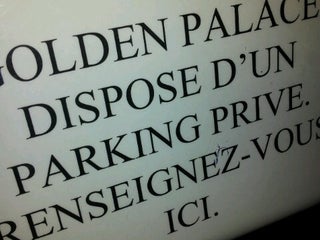 GOLDEN PALACE
DISPOSE D'UN
PARKING PRIVE.
RENSEIGNEZ-VOUS
ICI.